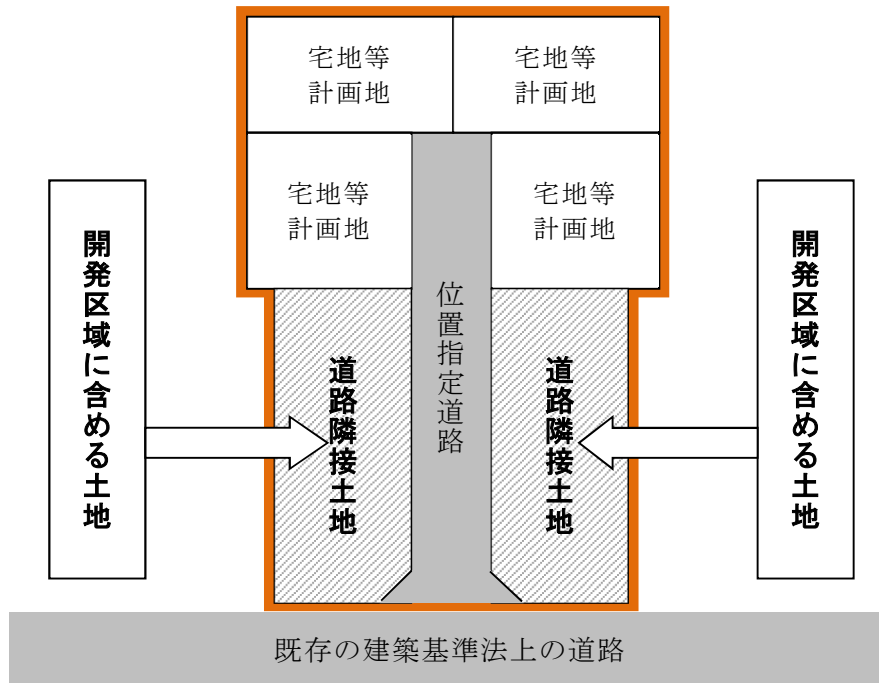 宅地等
計画地
宅地等
計画地
宅地等
計画地
宅地等
計画地
開発区域に含める土地
道路隣接土地
位置指定道路
道路隣接土地
開発区域に含める土地
既存の建築基準法上の道路